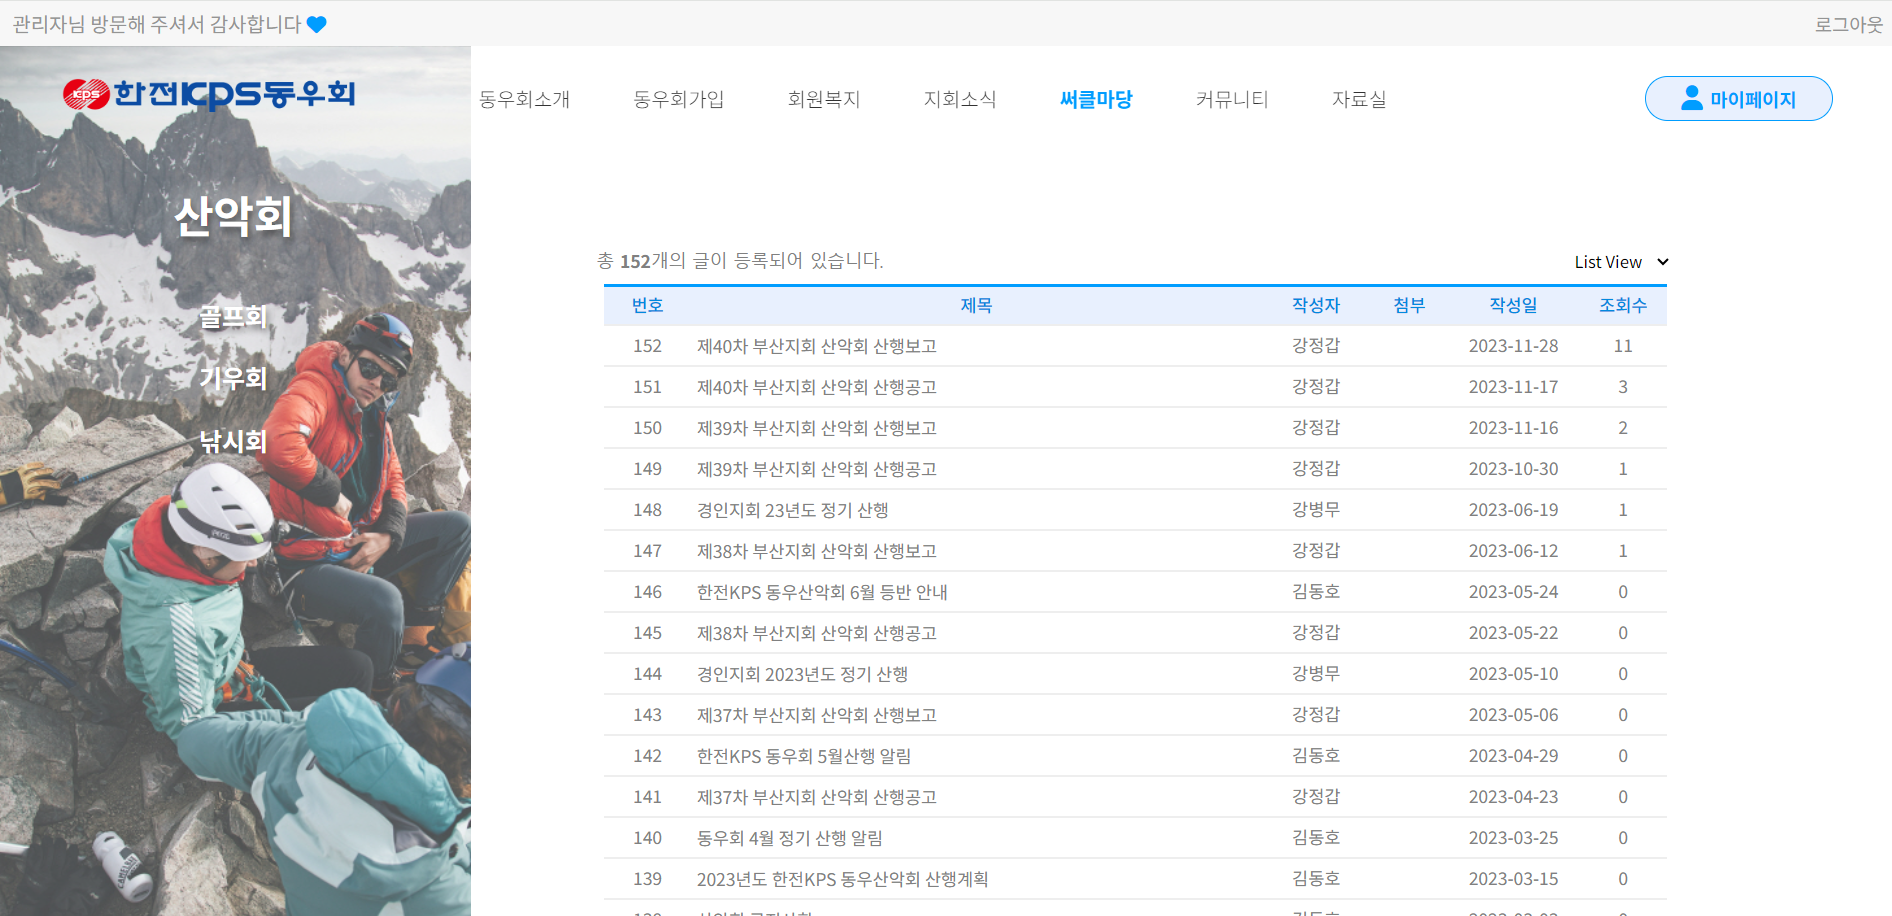 관리자님 방문해 주셔서 감사합니다
로그아웃
KPS 한전KPS동우회
동우회소개 동우회가입 회원복지 지회소식 써클마당 커뮤니티 자료실
마이페이지
산악회
골프회
기우회
낚시회
CAMELBAK
총 152개의 글이 등록되어 있습니다.
List View
번호 제목 작성자 첨부 작성일 조회수
152 제40차 부산지회 산악회 산행보고 강정갑 2023-11-28 11
151 제40차 부산지회 산악회 산행공고 강정갑 2023-11-17 3
150 제39차 부산지회 산악회 산행보고 강정갑 2023-11-16 2
149 제39차 부산지회 산악회 산행공고 강정갑 2023-10-30 1
148 경인지회 23년도 정기 산행 강병무 2023-06-19 1
147 제38차 부산지회 산악회 산행보고 강정갑 2023-06-12 1
146 한전KPS 동우산악회 6월 등반 안내 김동호 2023-05-24 0
145 제38차 부산지회 산악회 산행공고 강정갑 2023-05-22 0
144 경인지회 2023년도 정기 산행 강병무 2023-05-10 0
143 제37차 부산지회 산악회 산행보고 강정갑 2023-05-06 0
142 한전KPS 동우회 5월산행 알림 김동호 2023-04-29 0
141 제37차 부산지회 산악회 산행공고 강정갑 2023-04-23 0
140 동우회 4월 정기 산행 알림 김동호 2023-03-25 0
139 2023년도 한전KPS 동우산악회 산행계획 김동호 2023-03-15 0